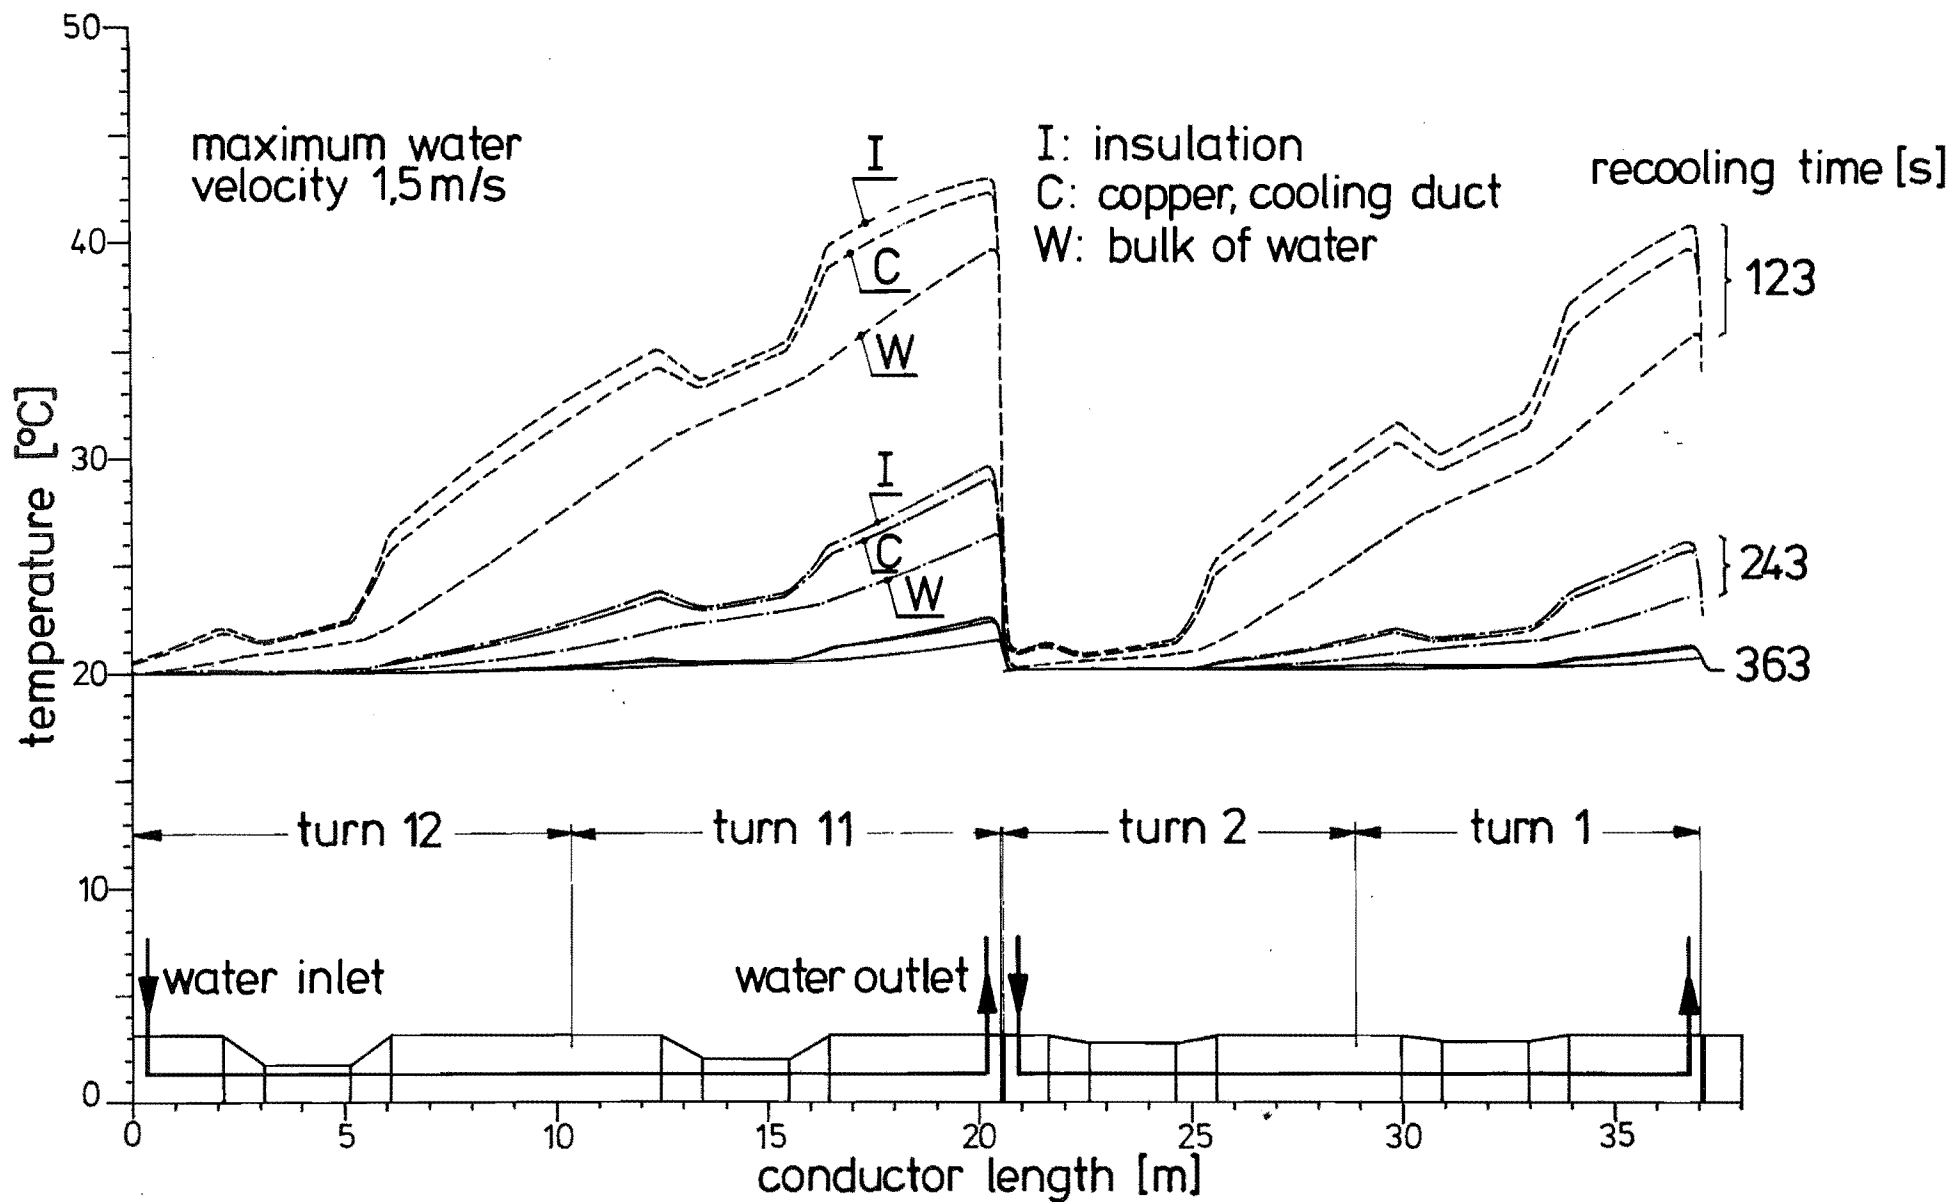 50
maximum water
velocity 1,5 m/s
I
I: insulation
C: copper, cooling duct
W: bulk of water
recooling time [s]
40
C
123
W
temperature [°C]
30
I
C
W
243
20
363
turn 12
turn 11
turn 2
turn 1
10
water inlet
water outlet
0
0 5 10 15 20 25 30 35
conductor length [m]